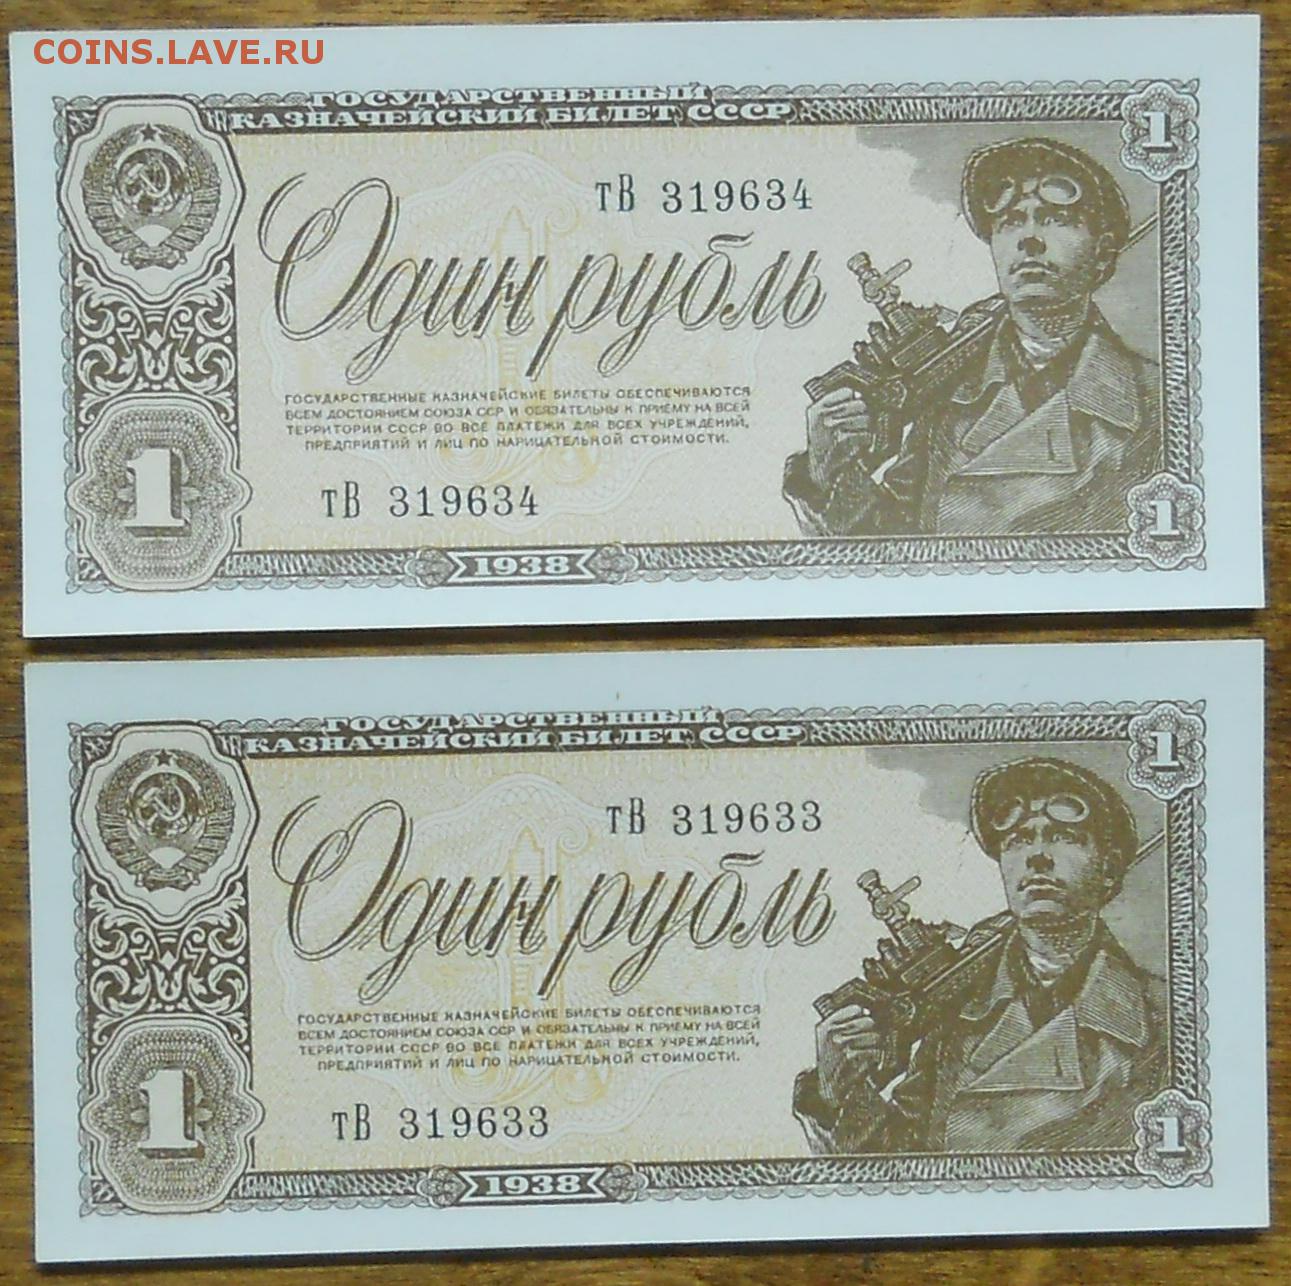 COINS.LAVE.RU
ГОСУДАРСТВЕННЫЙ
КАЗНАЧЕЙСКИЙ БИЛЕТ СССР
1
тВ 319634
Один рубль
ГОСУДАРСТВЕННЫЕ КАЗНАЧЕЙСКИЕ БИЛЕТЫ ОБЕСПЕЧИВАЮТСЯ
ВСЕМ ДОСТОЯНИЕМ СОЮЗА ССР И ОБЯЗАТЕЛЬНЫ К ПРИЕМУ НА ВСЕЙ
ТЕРРИТОРИИ СССР ВО ВСЕ ПЛАТЕЖИ ДЛЯ ВСЕХ УЧРЕЖДЕНИЙ,
ПРЕДПРИЯТИЙ И ЛИЦ ПО НАРИЦАТЕЛЬНОЙ СТОИМОСТИ.
1
тВ 319634
1
1938
ГОСУДАРСТВЕННЫЙ
КАЗНАЧЕЙСКИЙ БИЛЕТ СССР
1
тВ 319633
Один рубль
ГОСУДАРСТВЕННЫЕ КАЗНАЧЕЙСКИЕ БИЛЕТЫ ОБЕСПЕЧИВАЮТСЯ
ВСЕМ ДОСТОЯНИЕМ СОЮЗА ССР И ОБЯЗАТЕЛЬНЫ К ПРИЕМУ НА ВСЕЙ
ТЕРРИТОРИИ СССР ВО ВСЕ ПЛАТЕЖИ ДЛЯ ВСЕХ УЧРЕЖДЕНИЙ,
ПРЕДПРИЯТИЙ И ЛИЦ ПО НАРИЦАТЕЛЬНОЙ СТОИМОСТИ.
1
тВ 319633
1
1938